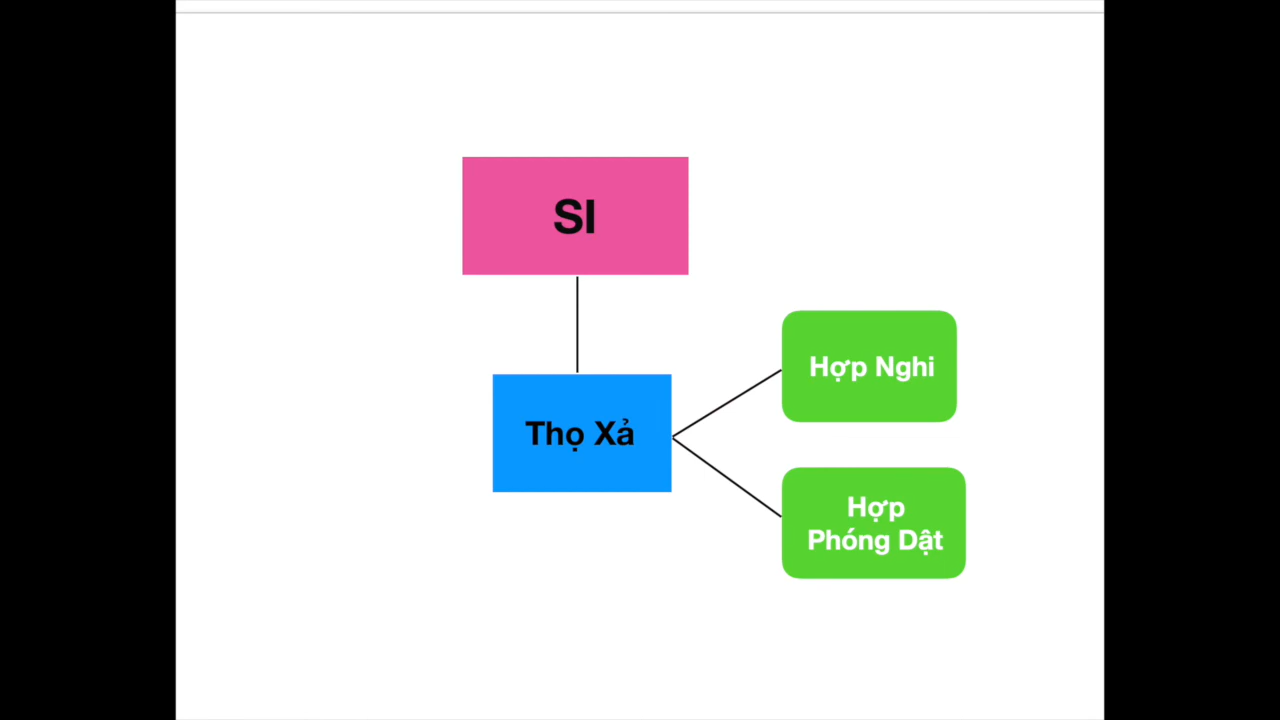 SI
Thọ Xả
Hợp Nghi
Hợp
Phóng Dật